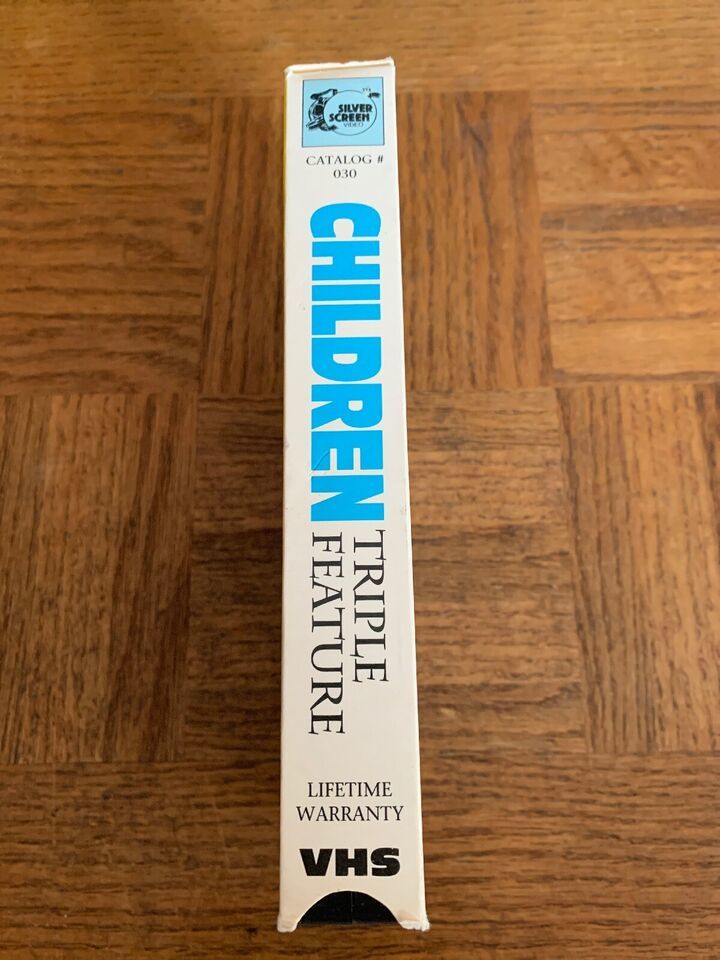 SILVER
SCREEN
VIDEO
CATALOG #
030
CHILDREN
TRIPLE
FEATURE
LIFETIME
WARRANTY
VHS